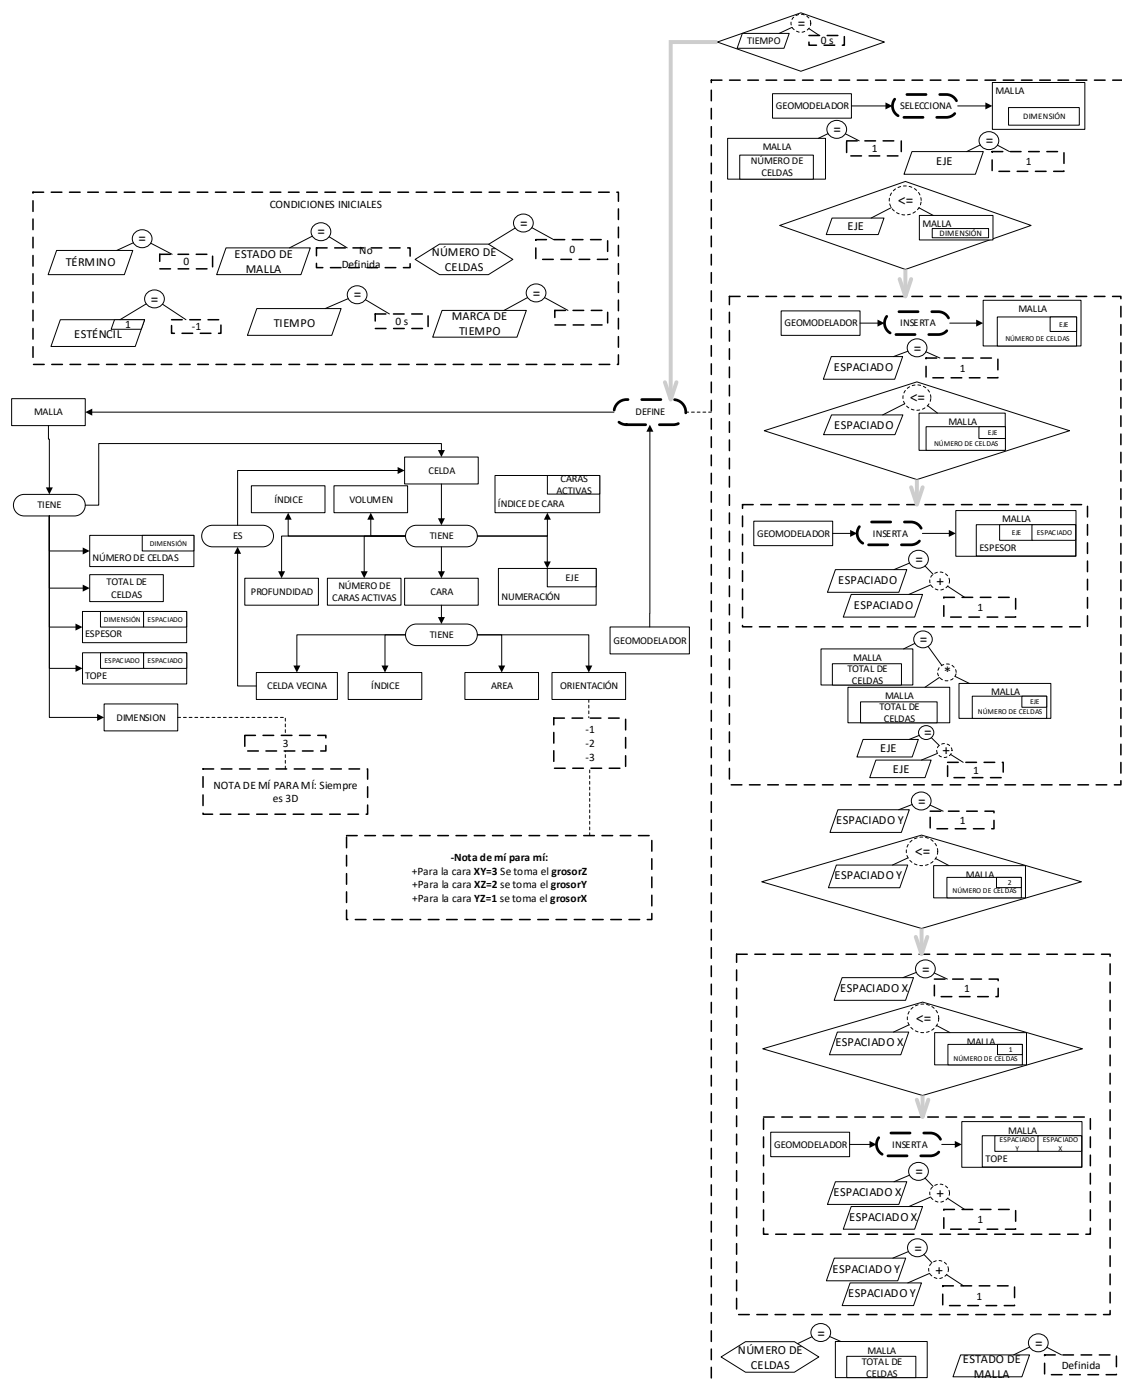 =
TIEMPO
0 s
GEOMODELADOR
SELECCIONA
MALLA
DIMENSIÓN
=
MALLA
NÚMERO DE
CELDAS
1
=
EJE
1
<=
EJE
MALLA
DIMENSIÓN
CONDICIONES INICIALES
=
TÉRMINO
0
=
ESTADO DE
MALLA
No
Definida
=
NÚMERO DE
CELDAS
0
=
1
ESTÉNCIL
-1
=
TIEMPO
0 s
=
MARCA DE
TIEMPO
-
GEOMODELADOR
INSERTA
MALLA
EJE
NÚMERO DE CELDAS
=
ESPACIADO
1
<=
ESPACIADO
MALLA
EJE
NÚMERO DE CELDAS
MALLA
DEFINE
TIENE
CELDA
ÍNDICE
VOLUMEN
CARAS
ACTIVAS
ÍNDICE DE CARA
ES
TIENE
DIMENSIÓN
NÚMERO DE CELDAS
TOTAL DE
CELDAS
PROFUNDIDAD
NÚMERO DE
CARAS ACTIVAS
CARA
EJE
NUMERACIÓN
DIMENSIÓN
ESPACIADO
ESPESOR
TIENE
GEOMODELADOR
ESPACIADO
ESPACIADO
TOPE
CELDA VECINA
ÍNDICE
AREA
ORIENTACIÓN
DIMENSION
3
-1
-2
-3
NOTA DE MÍ PARA MÍ: Siempre
es 3D
-Nota de mí para mí:
+Para la cara XY=3 Se toma el grosorZ
+Para la cara XZ=2 se toma el grosorY
+Para la cara YZ=1 se toma el grosorX
GEOMODELADOR
INSERTA
MALLA
EJE
ESPACIADO
ESPESOR
=
ESPACIADO
+
ESPACIADO
1
=
MALLA
TOTAL DE
CELDAS
*
MALLA
TOTAL DE
CELDAS
MALLA
EJE
NÚMERO DE CELDAS
=
EJE
+
EJE
1
=
ESPACIADO Y
1
<=
ESPACIADO Y
MALLA
2
NÚMERO DE CELDAS
=
ESPACIADO X
1
<=
ESPACIADO X
MALLA
1
NÚMERO DE CELDAS
GEOMODELADOR
INSERTA
MALLA
ESPACIADO
Y
ESPACIADO
X
TOPE
=
ESPACIADO X
+
ESPACIADO X
1
=
ESPACIADO Y
+
ESPACIADO Y
1
=
NÚMERO DE
CELDAS
MALLA
TOTAL DE
CELDAS
=
ESTADO DE
MALLA
Definida